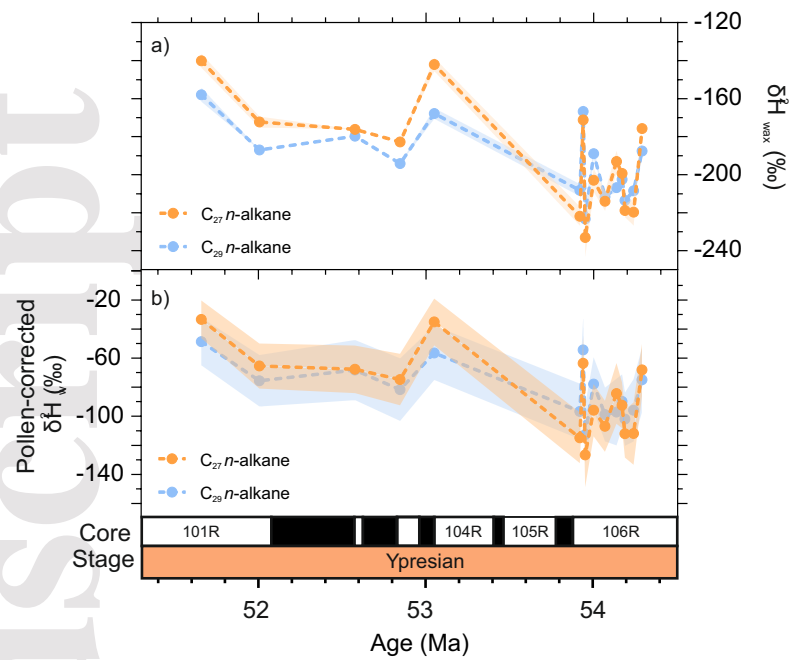 a)
-120
-160
-200
-240
δ²H wax (‰)
C₂₇ n-alkane
C₂₉ n-alkane
b)
-20
-60
-100
-140
Pollen-corrected
δ²H w (‰)
C₂₇ n-alkane
C₂₉ n-alkane
Core
101R
104R
105R
106R
Stage
Ypresian
52
53
54
Age (Ma)